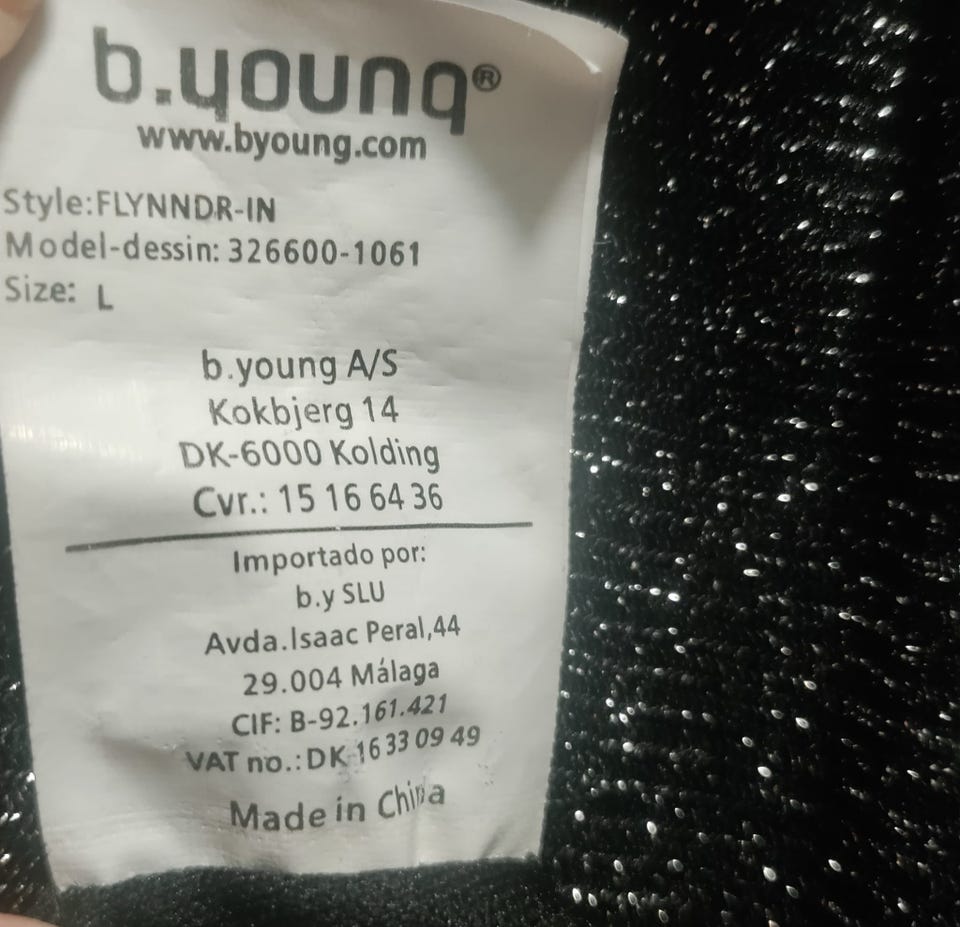 b.young®
www.byoung.com
Style:FLYNNDR-IN
Model-dessin: 326600-1061
Size: L
b.young A/S
Kokbjerg 14
DK-6000 Kolding
Cvr.: 15 16 64 36
Importado por:
b.y SLU
Avda.Isaac Peral,44
29.004 Málaga
CIF: B-92.161.421
VAT no.:DK 16 33 09 49
Made in China